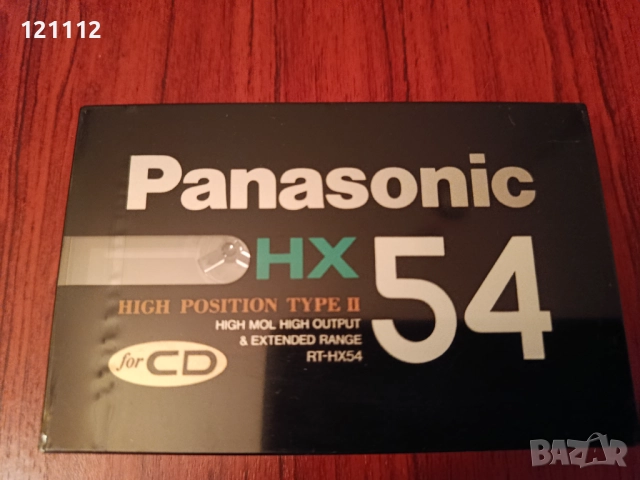 121112
Panasonic
HX 54
HIGH POSITION TYPE II
HIGH MOL HIGH OUTPUT
& EXTENDED RANGE
RT-HX54
for CD
BAZAR